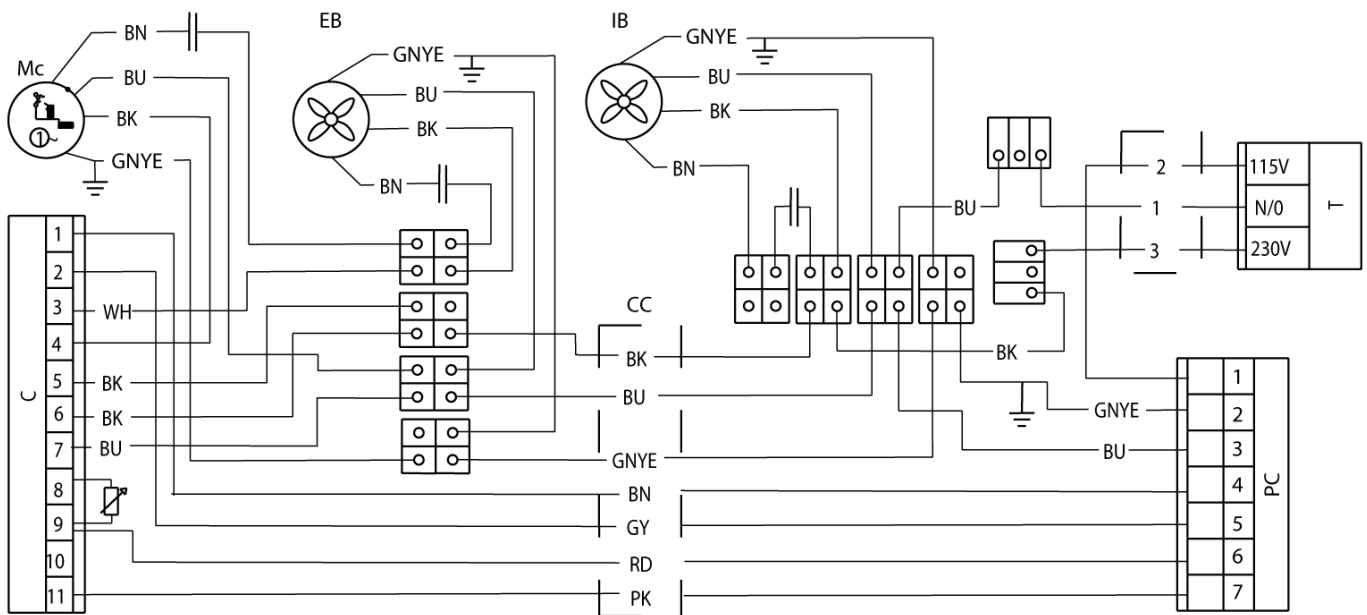 EB
IB
BN
GNYE
GNYE
Mc
BU
BU
BU
BK
BK
BK
1~
GNYE
BN
BN
2
115V
BU
1
N/0
T
3
230V
C
1
2
3
WH
4
5
BK
6
BK
7
BU
8
9
10
11
CC
BK
BU
GNYE
BN
GY
RD
PK
BK
GNYE
BU
1
2
3
4
5
6
7
PC